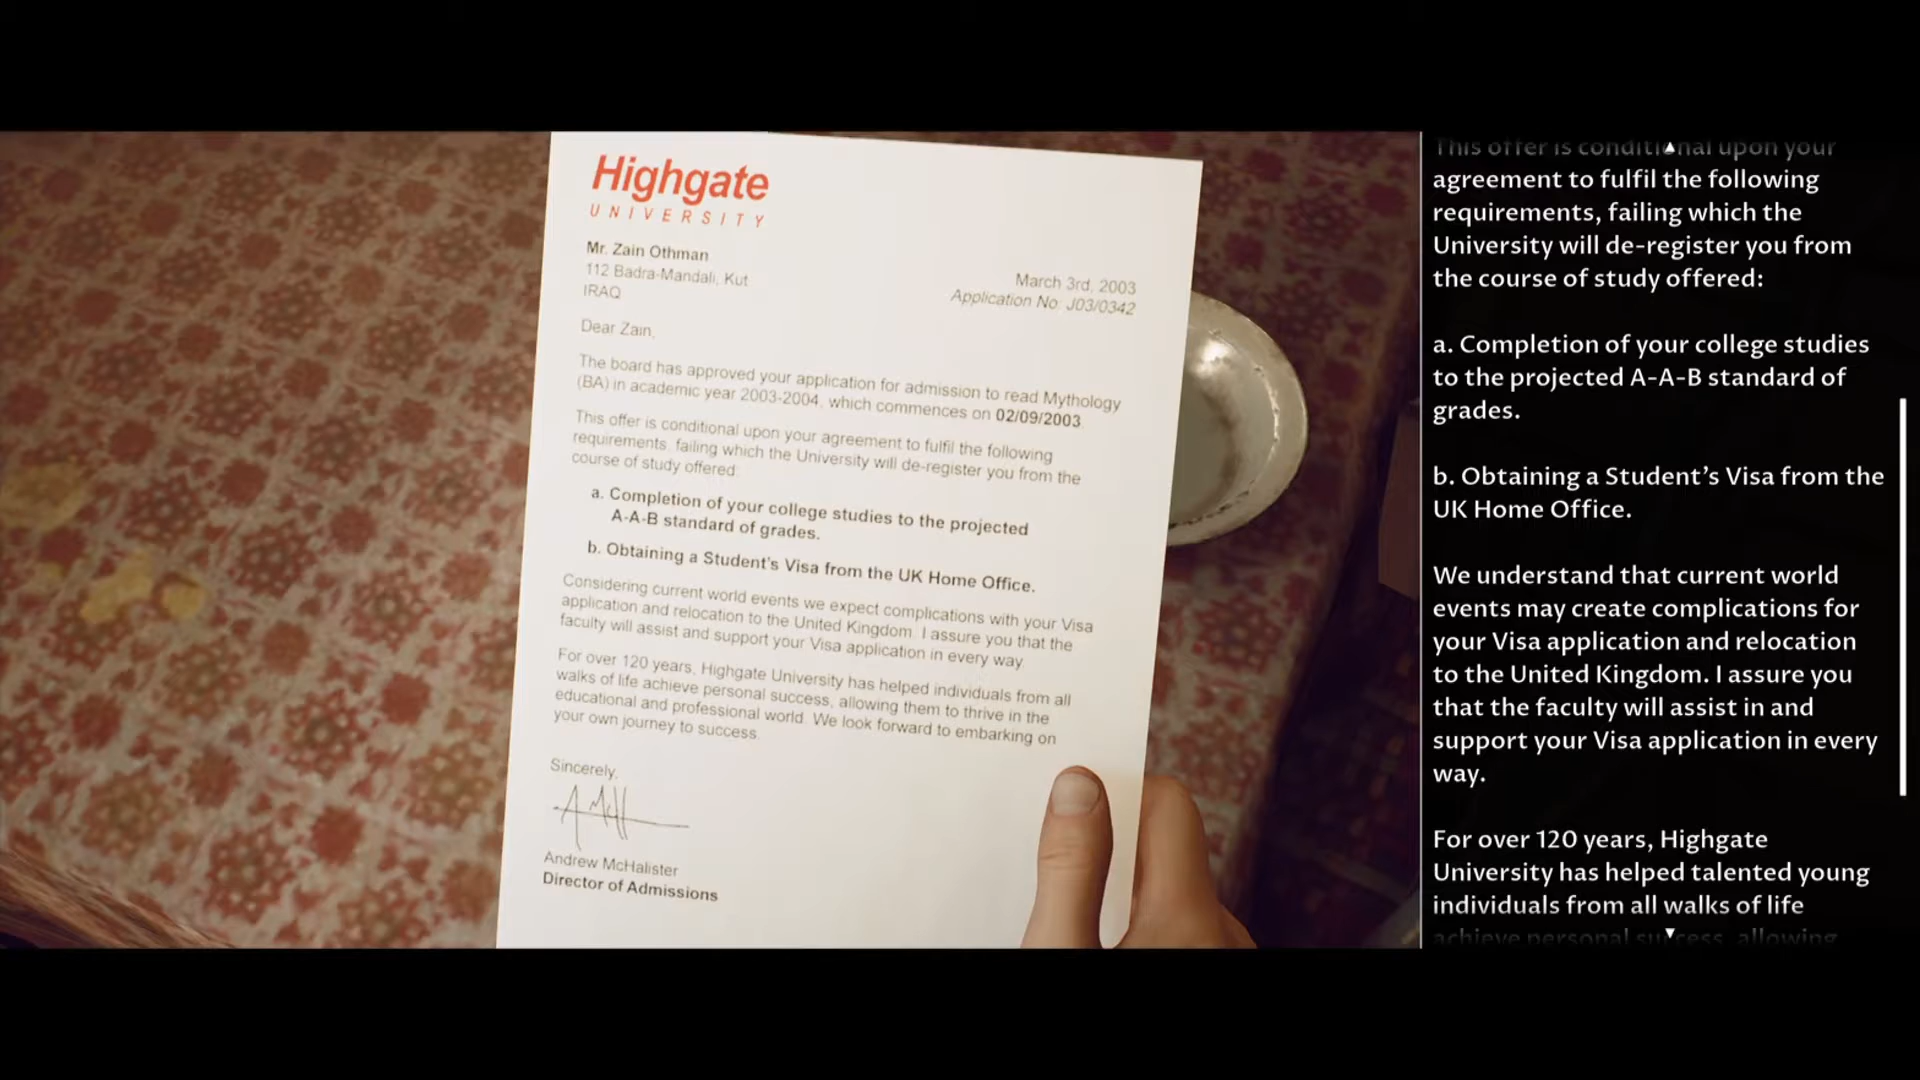 Highgate
UNIVERSITY
Mr. Zain Othman
112 Badra-Mandali, Kut
IRAQ
March 3rd, 2003
Application No: J03/0342
Dear Zain,
The board has approved your application for admission to read Mythology
(BA) in academic year 2003-2004, which commences on 02/09/2003.
This offer is conditional upon your agreement to fulfil the following
requirements, failing which the University will de-register you from the
course of study offered:
a. Completion of your college studies to the projected
A-A-B standard of grades.
b. Obtaining a Student's Visa from the UK Home Office.
Considering current world events we expect complications with your Visa
application and relocation to the United Kingdom. I assure you that the
faculty will assist and support your Visa application in every way.
For over 120 years, Highgate University has helped individuals from all
walks of life achieve personal success, allowing them to thrive in the
educational and professional world. We look forward to embarking on
your own journey to success.
Sincerely,
Andrew McHalister
Director of Admissions
This offer is conditional upon your
agreement to fulfil the following
requirements, failing which the
University will de-register you from
the course of study offered:
a. Completion of your college studies
to the projected A-A-B standard of
grades.
b. Obtaining a Student’s Visa from the
UK Home Office.
We understand that current world
events may create complications for
your Visa application and relocation
to the United Kingdom. I assure you
that the faculty will assist in and
support your Visa application in every
way.
For over 120 years, Highgate
University has helped talented young
individuals from all walks of life
achieve personal success, allowing